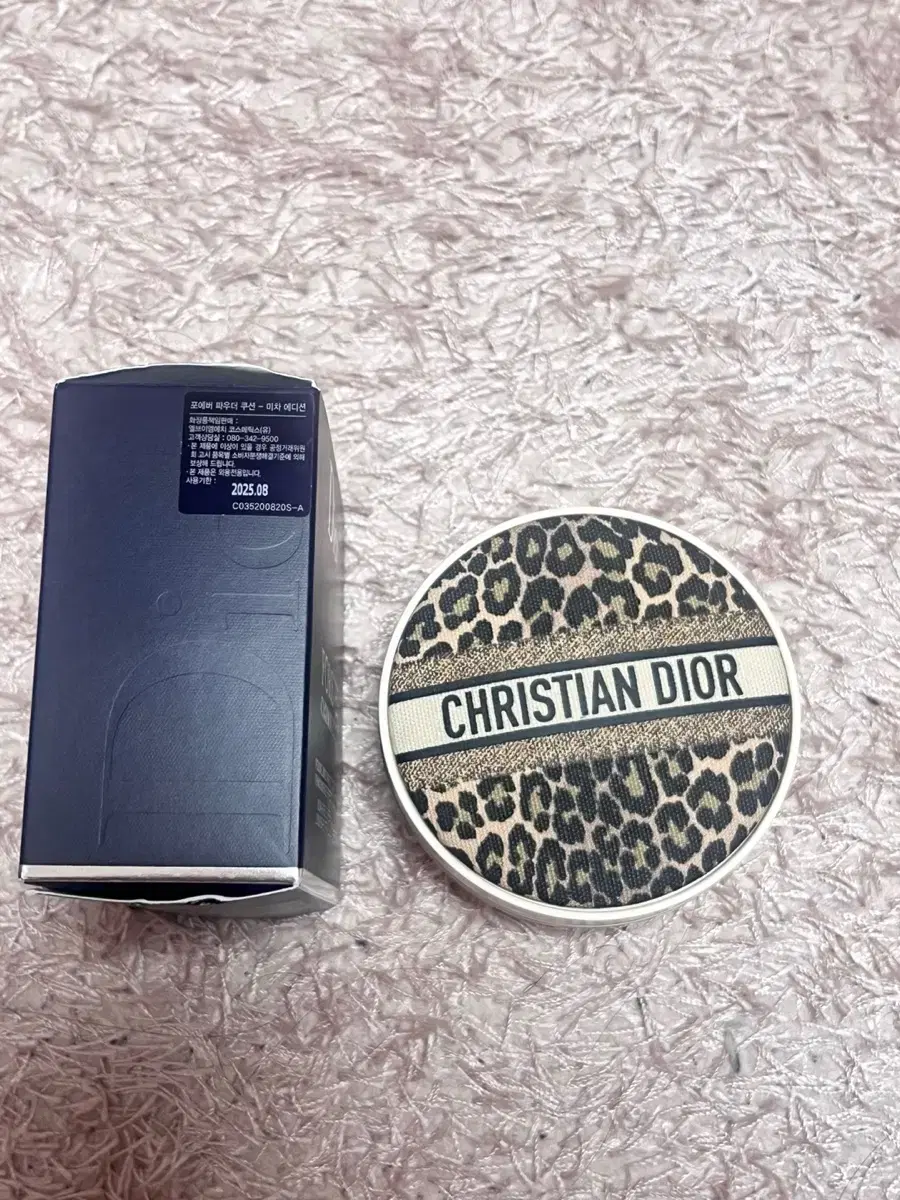 포에버 파우더 쿠션 - 미차 에디션
화장품책임판매 :
엘브이엠에치 코스메틱스(유)
고객상담실 : 080-342-9500
· 본 제품에 이상이 있을 경우 공정거래위원
회 고시 품목별 소비자분쟁해결기준에 의해
보상해 드립니다.
· 본 제품은 외용전용입니다.
사용기한 :
2025.08
C035200820S-A
Dior
CHRISTIAN DIOR